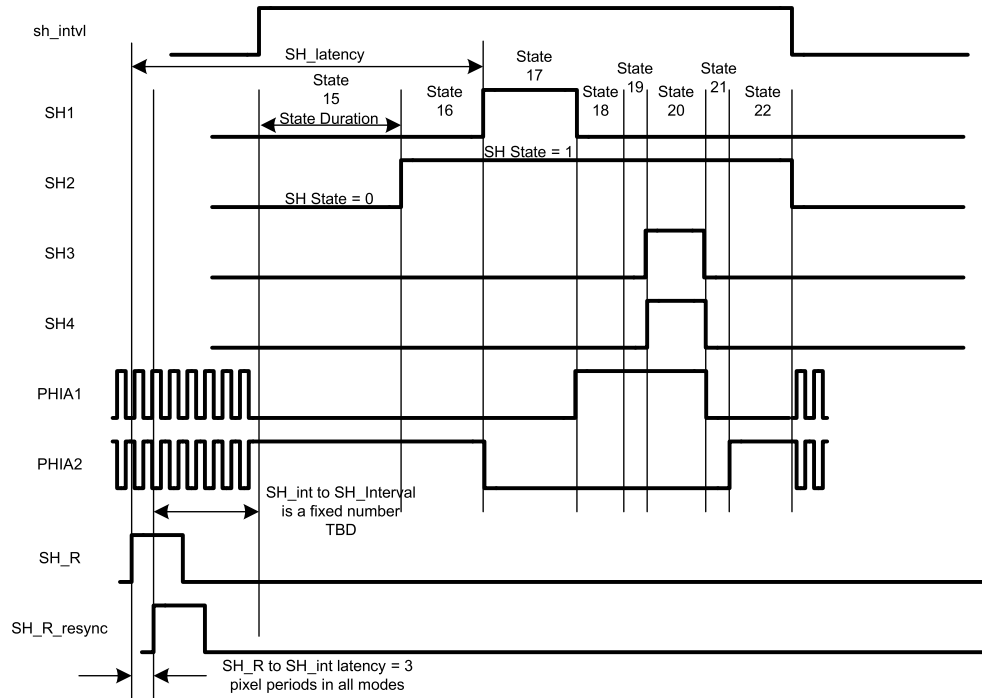 sh_intvl
SH_latency
State
17
State
19
State
21
State
15
State
16
State
18
State
20
State
22
SH1
State Duration
SH State = 1
SH2
SH State = 0
SH3
SH4
PHIA1
PHIA2
SH_int to SH_Interval
is a fixed number
TBD
SH_R
SH_R_resync
SH_R to SH_int latency = 3
pixel periods in all modes